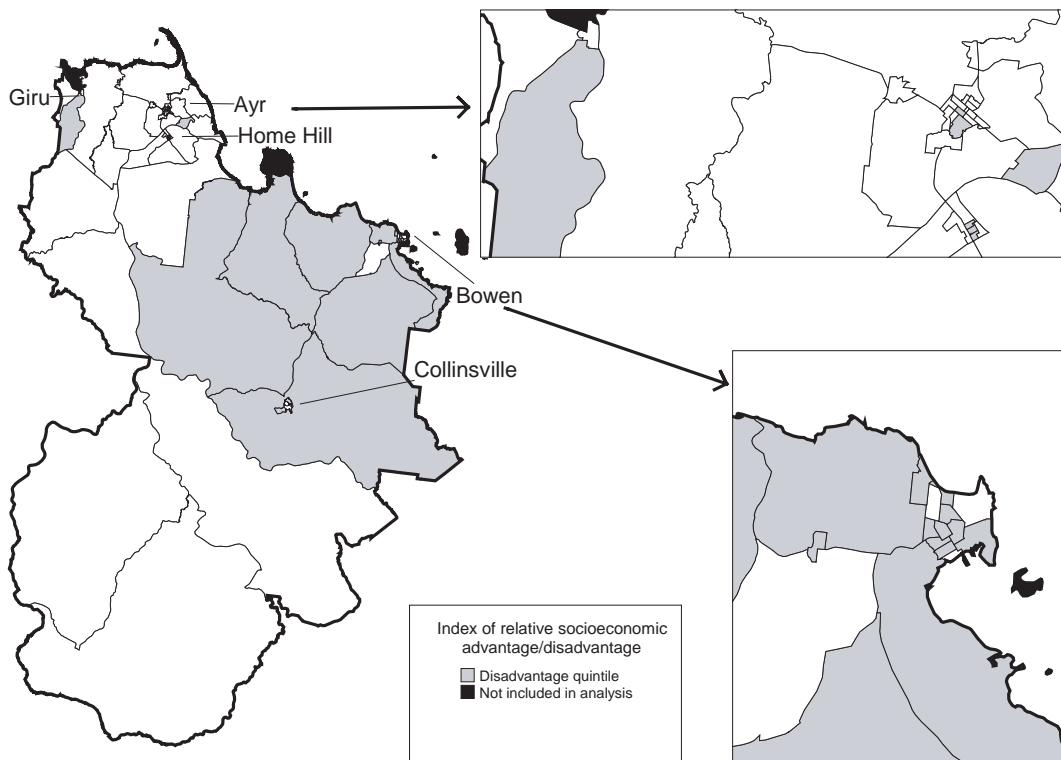 Giru
Ayr
Home Hill
Bowen
Collinsville
Index of relative socioeconomic
advantage/disadvantage
Disadvantage quintile
Not included in analysis